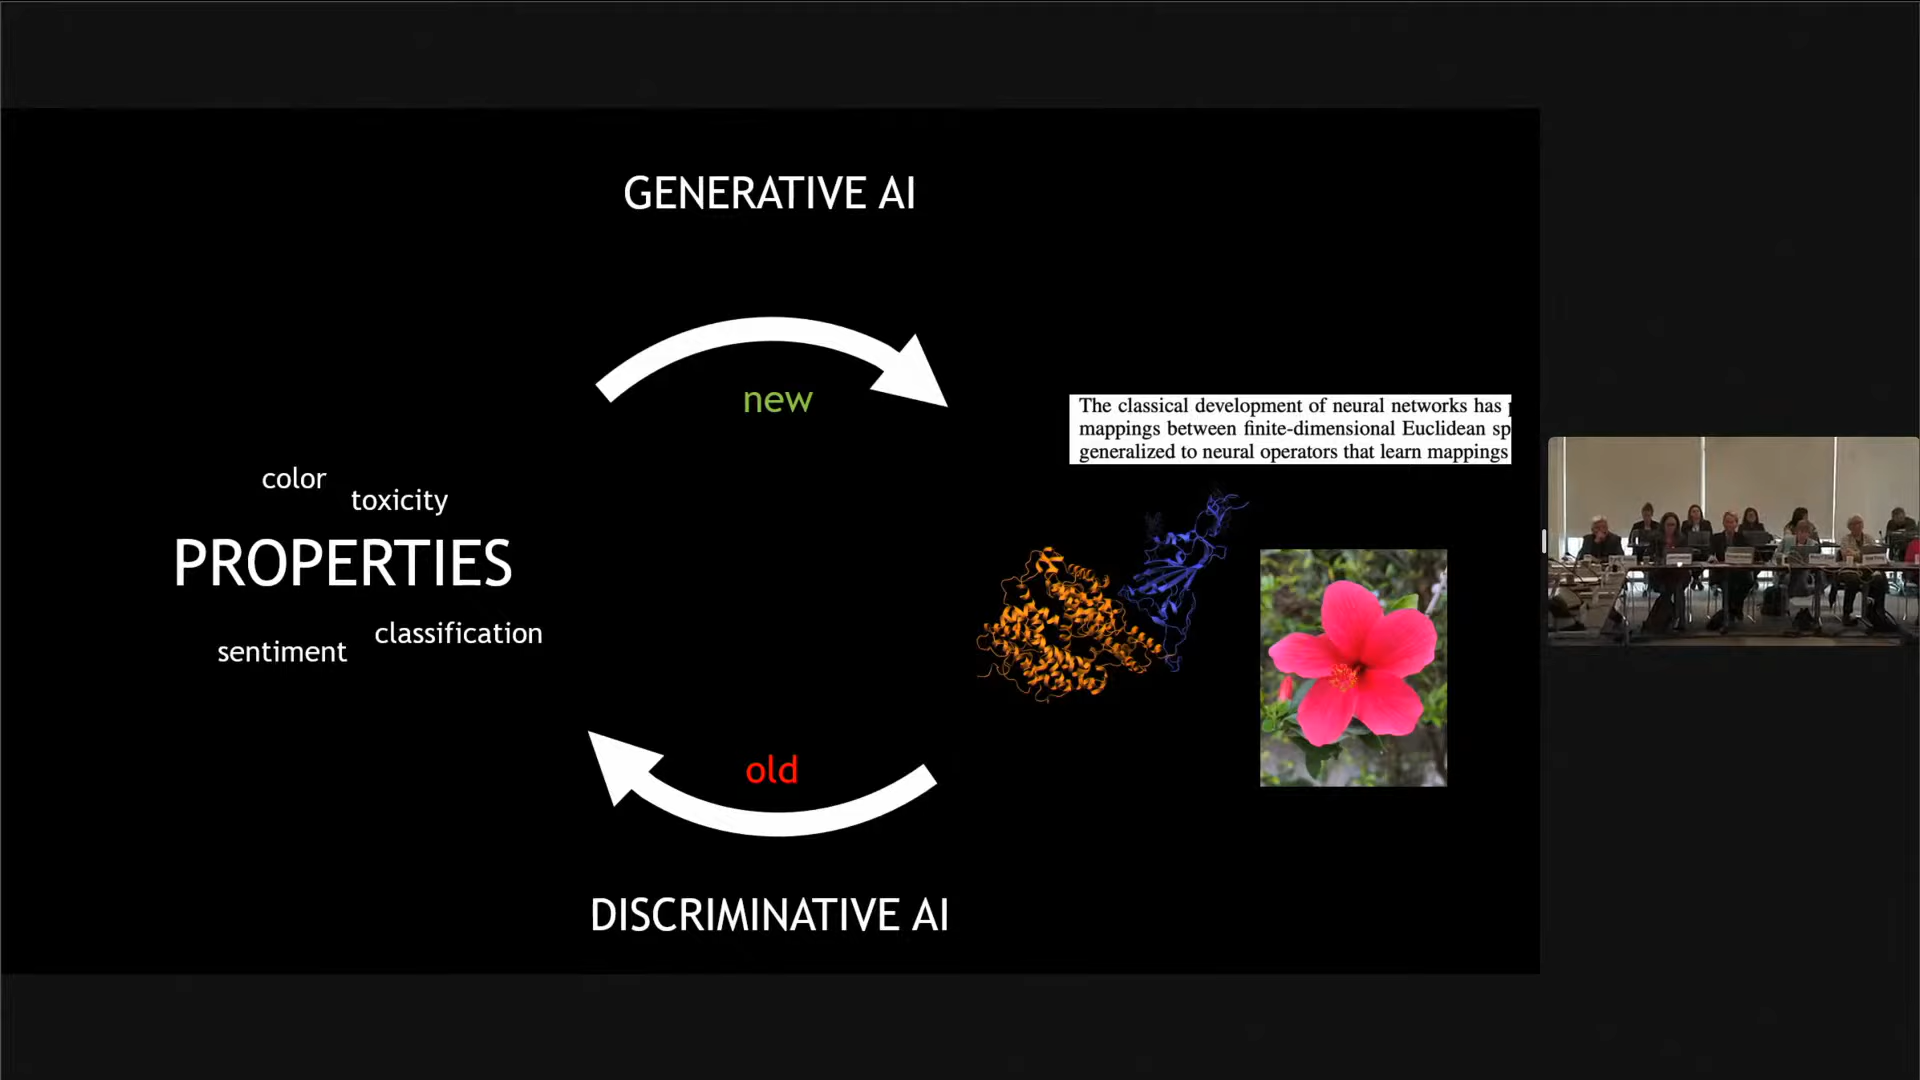 GENERATIVE AI
new
The classical development of neural networks has
mappings between finite-dimensional Euclidean sp
generalized to neural operators that learn mappings
color
toxicity
PROPERTIES
classification
sentiment
old
DISCRIMINATIVE AI